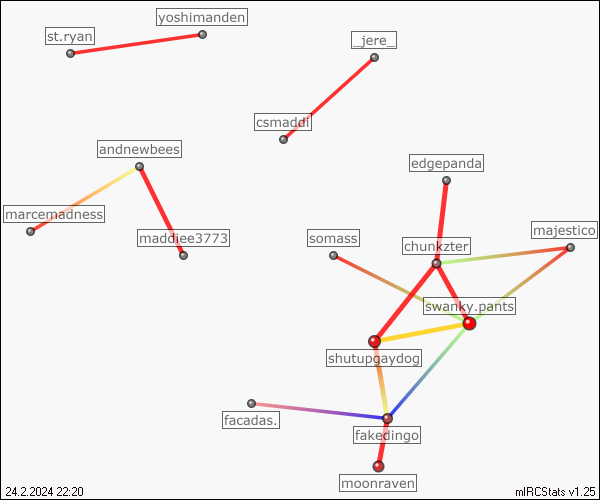 yoshimanden
st.ryan
_jere_
csmaddi
andnewbees
edgepanda
marcemadness
maddiee3773
somass
majestico
chunkzter
swanky.pants
shutupgaydog
facadas.
fakedingo
moonraven
24.2.2024 22:20
mIRCStats v1.25